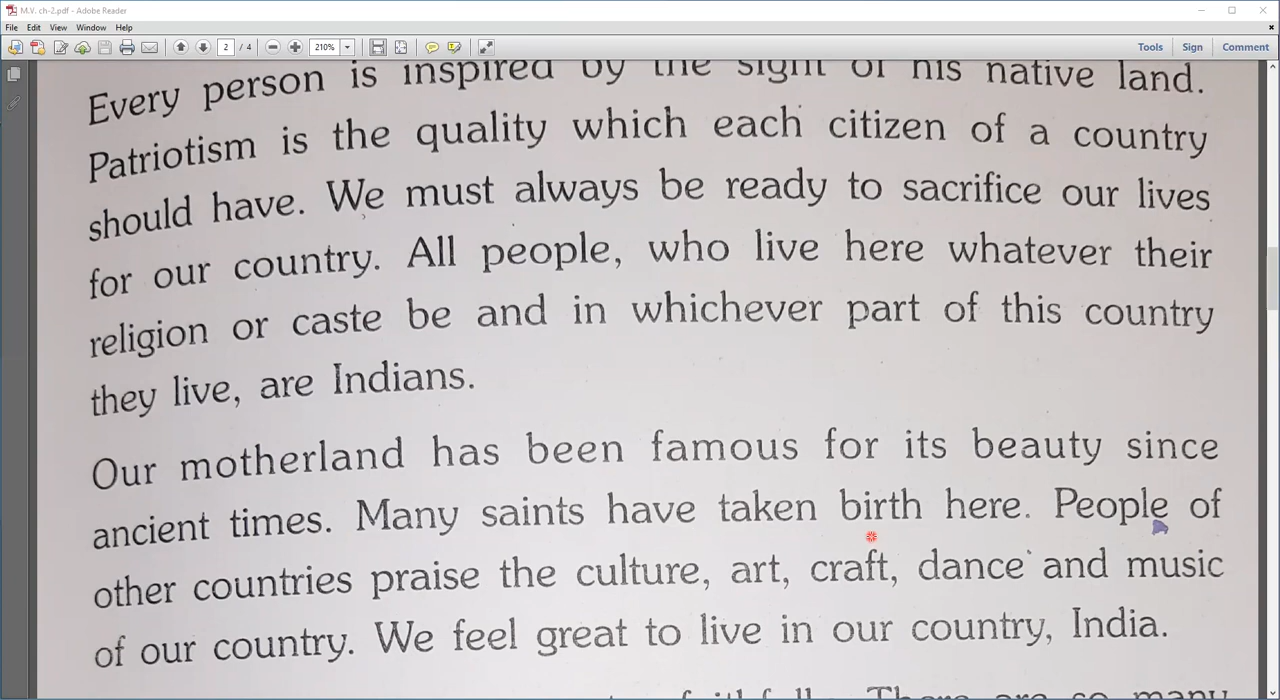 M.V. ch-2.pdf - Adobe Reader
File Edit View Window Help
2 / 4 210% Tools Sign Comment
Every person is inspired by the sight of his native land.
Patriotism is the quality which each citizen of a country
should have. We must always be ready to sacrifice our lives
for our country. All people, who live here whatever their
religion or caste be and in whichever part of this country
they live, are Indians.
Our motherland has been famous for its beauty since
ancient times. Many saints have taken birth here. People of
other countries praise the culture, art, craft, dance and music
of our country. We feel great to live in our country, India.
There are so many